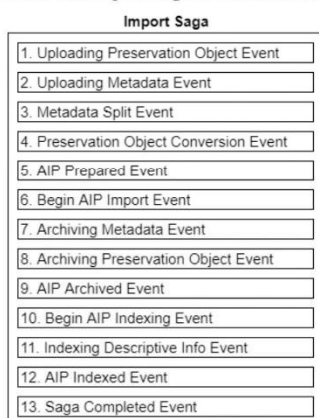 Import Saga
1. Uploading Preservation Object Event
2. Uploading Metadata Event
3. Metadata Split Event
4. Preservation Object Conversion Event
5. AIP Prepared Event
6. Begin AIP Import Event
7. Archiving Metadata Event
8. Archiving Preservation Object Event
9. AIP Archived Event
10. Begin AIP Indexing Event
11. Indexing Descriptive Info Event
12. AIP Indexed Event
13. Saga Completed Event